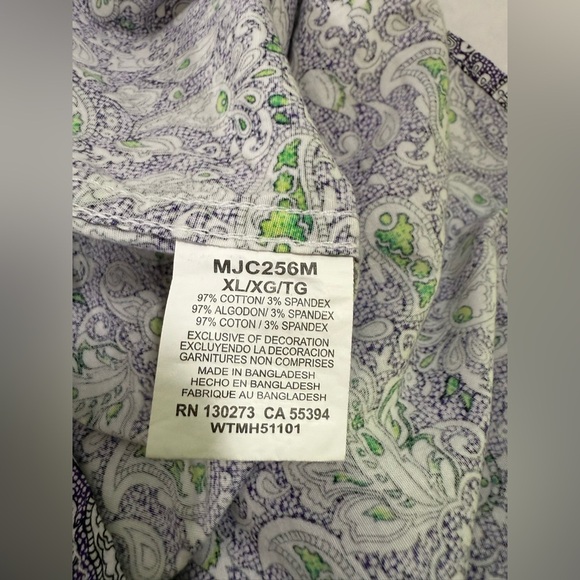 MJC256M
XL/XG/TG
97% COTTON/ 3% SPANDEX
97% ALGODON/ 3% SPANDEX
97% COTON / 3% SPANDEX
EXCLUSIVE OF DECORATION
EXCLUYENDO LA DECORACION
GARNITURES NON COMPRISES
MADE IN BANGLADESH
HECHO EN BANGLADESH
FABRIQUE AU BANGLADESH
RN 130273 CA 55394
WTMH51101